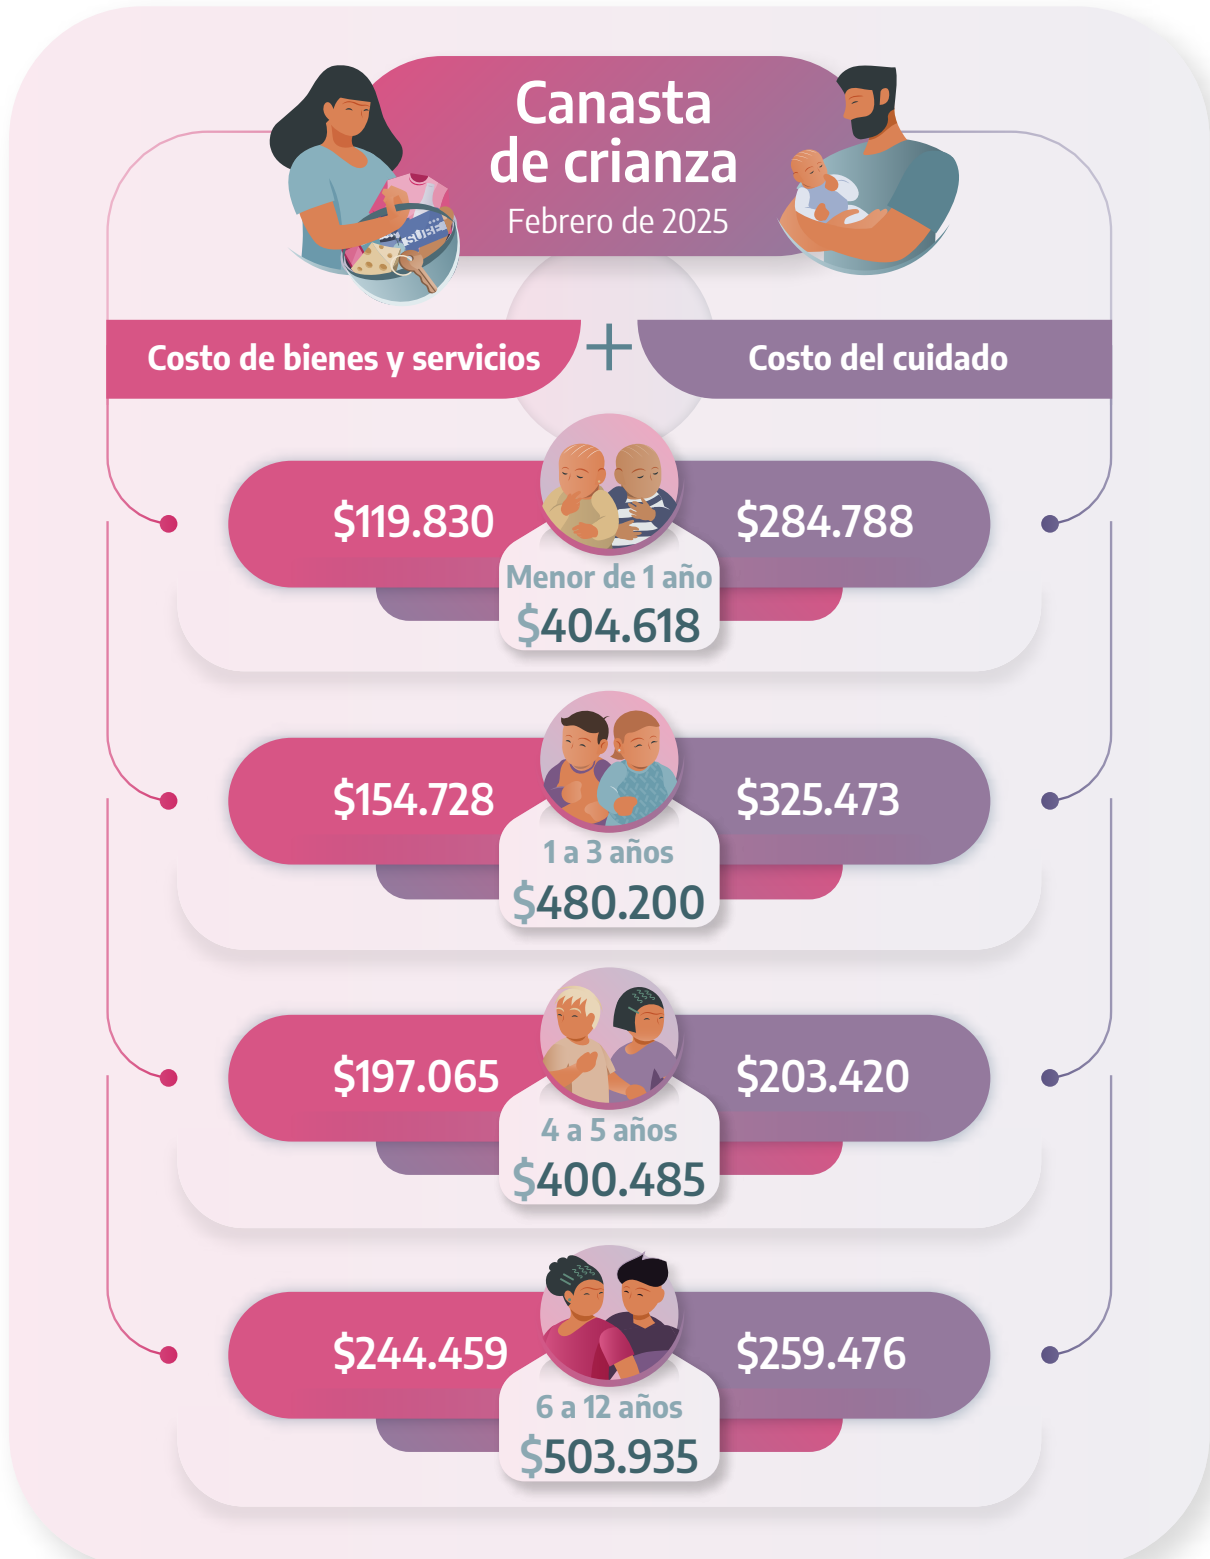 Canasta
de crianza
Febrero de 2025
SUBE
Costo de bienes y servicios
+
Costo del cuidado
$119.830
$284.788
Menor de 1 año
$404.618
$154.728
$325.473
1 a 3 años
$480.200
$197.065
$203.420
4 a 5 años
$400.485
$244.459
$259.476
6 a 12 años
$503.935